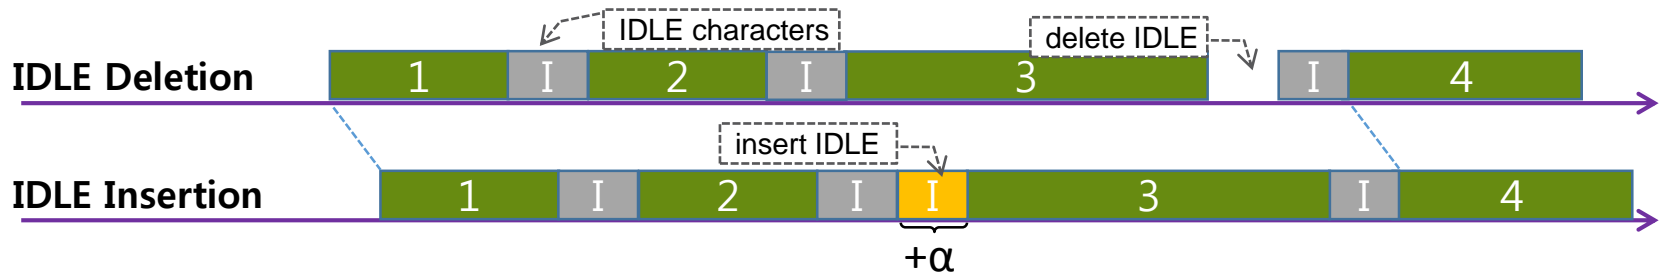 IDLE characters
delete IDLE
IDLE Deletion 1 I 2 I 3 I 4
insert IDLE
IDLE Insertion 1 I 2 I I 3 I 4
+α